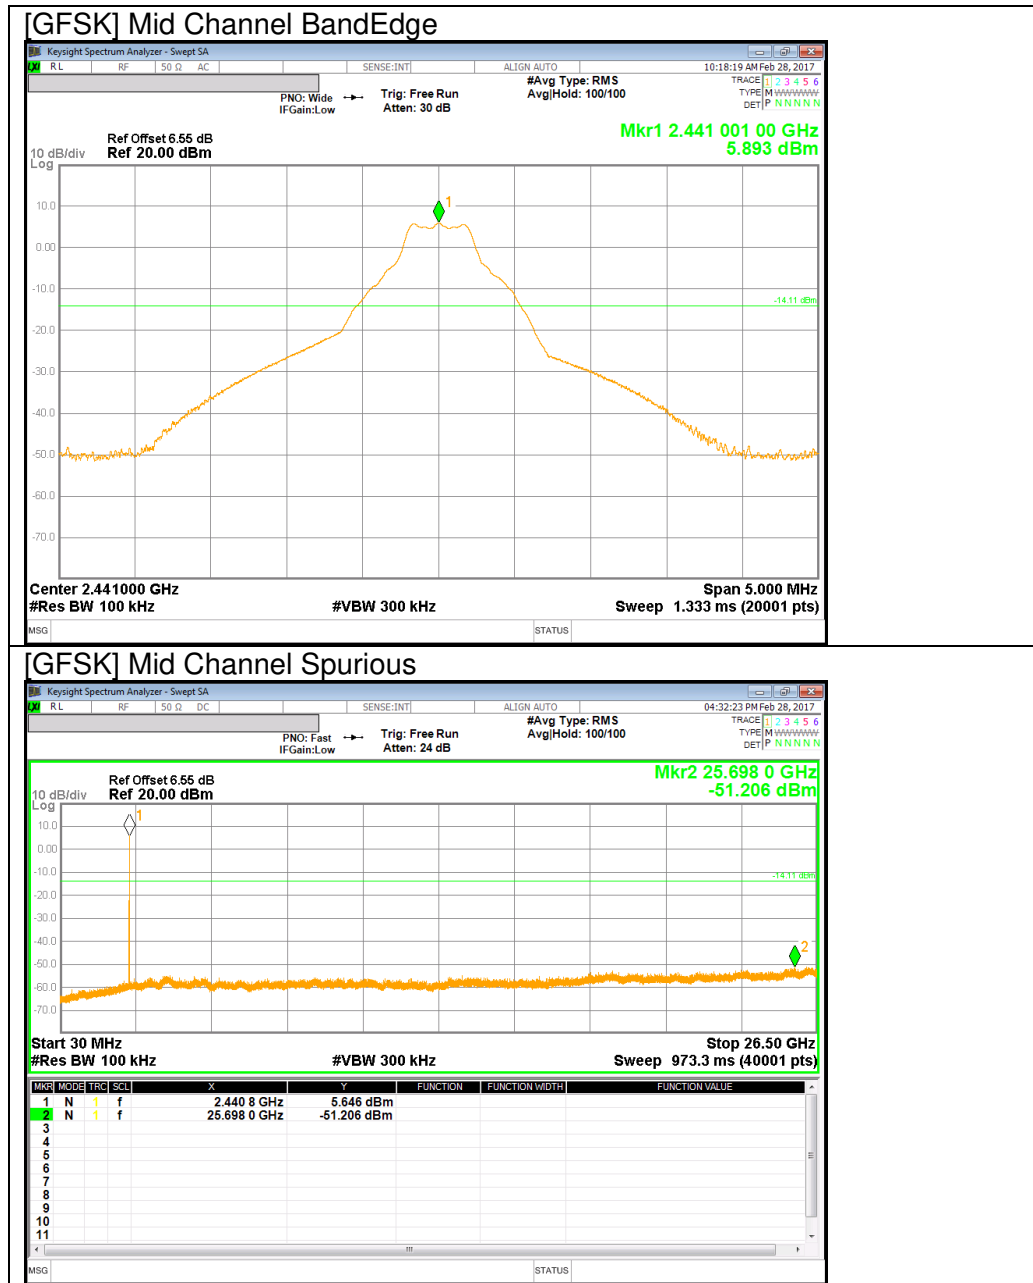 [GFSK] Mid Channel BandEdge
Keysight Spectrum Analyzer - Swept SA
LXI RL RF 50 Ω AC SENSE:INT ALIGN AUTO 10:18:19 AM Feb 28, 2017
#Avg Type: RMS TRACE 1 2 3 4 5 6
PNO: Wide Trig: Free Run Avg|Hold: 100/100 TYPE M WWWWW
IFGain:Low Atten: 30 dB DET P N N N N N
Mkr1 2.441 001 00 GHz
Ref Offset 6.55 dB
10 dB/div Ref 20.00 dBm 5.893 dBm
Log
1
10.0
0.00
-10.0
-14.11 dBm
-20.0
-30.0
-40.0
-50.0
-60.0
-70.0
Center 2.441000 GHz Span 5.000 MHz
#Res BW 100 kHz #VBW 300 kHz Sweep 1.333 ms (20001 pts)
MSG STATUS
[GFSK] Mid Channel Spurious
Keysight Spectrum Analyzer - Swept SA
LXI RL RF 50 Ω DC SENSE:INT ALIGN AUTO 04:32:23 PM Feb 28, 2017
#Avg Type: RMS TRACE 1 2 3 4 5 6
PNO: Fast Trig: Free Run Avg|Hold: 100/100 TYPE M WWWWW
IFGain:Low Atten: 24 dB DET P N N N N N
Mkr2 25.698 0 GHz
Ref Offset 6.55 dB
10 dB/div Ref 20.00 dBm -51.206 dBm
Log
1
10.0
0.00
-10.0
-14.11 dBm
-20.0
-30.0
-40.0
2
-50.0
-60.0
-70.0
Start 30 MHz Stop 26.50 GHz
#Res BW 100 kHz #VBW 300 kHz Sweep 973.3 ms (40001 pts)
MKR MODE TRC SCL X Y FUNCTION FUNCTION WIDTH FUNCTION VALUE
1 N 1 f 2.440 8 GHz 5.646 dBm
2 N 1 f 25.698 0 GHz -51.206 dBm
3
4
5
6
7
8
9
10
11
MSG STATUS